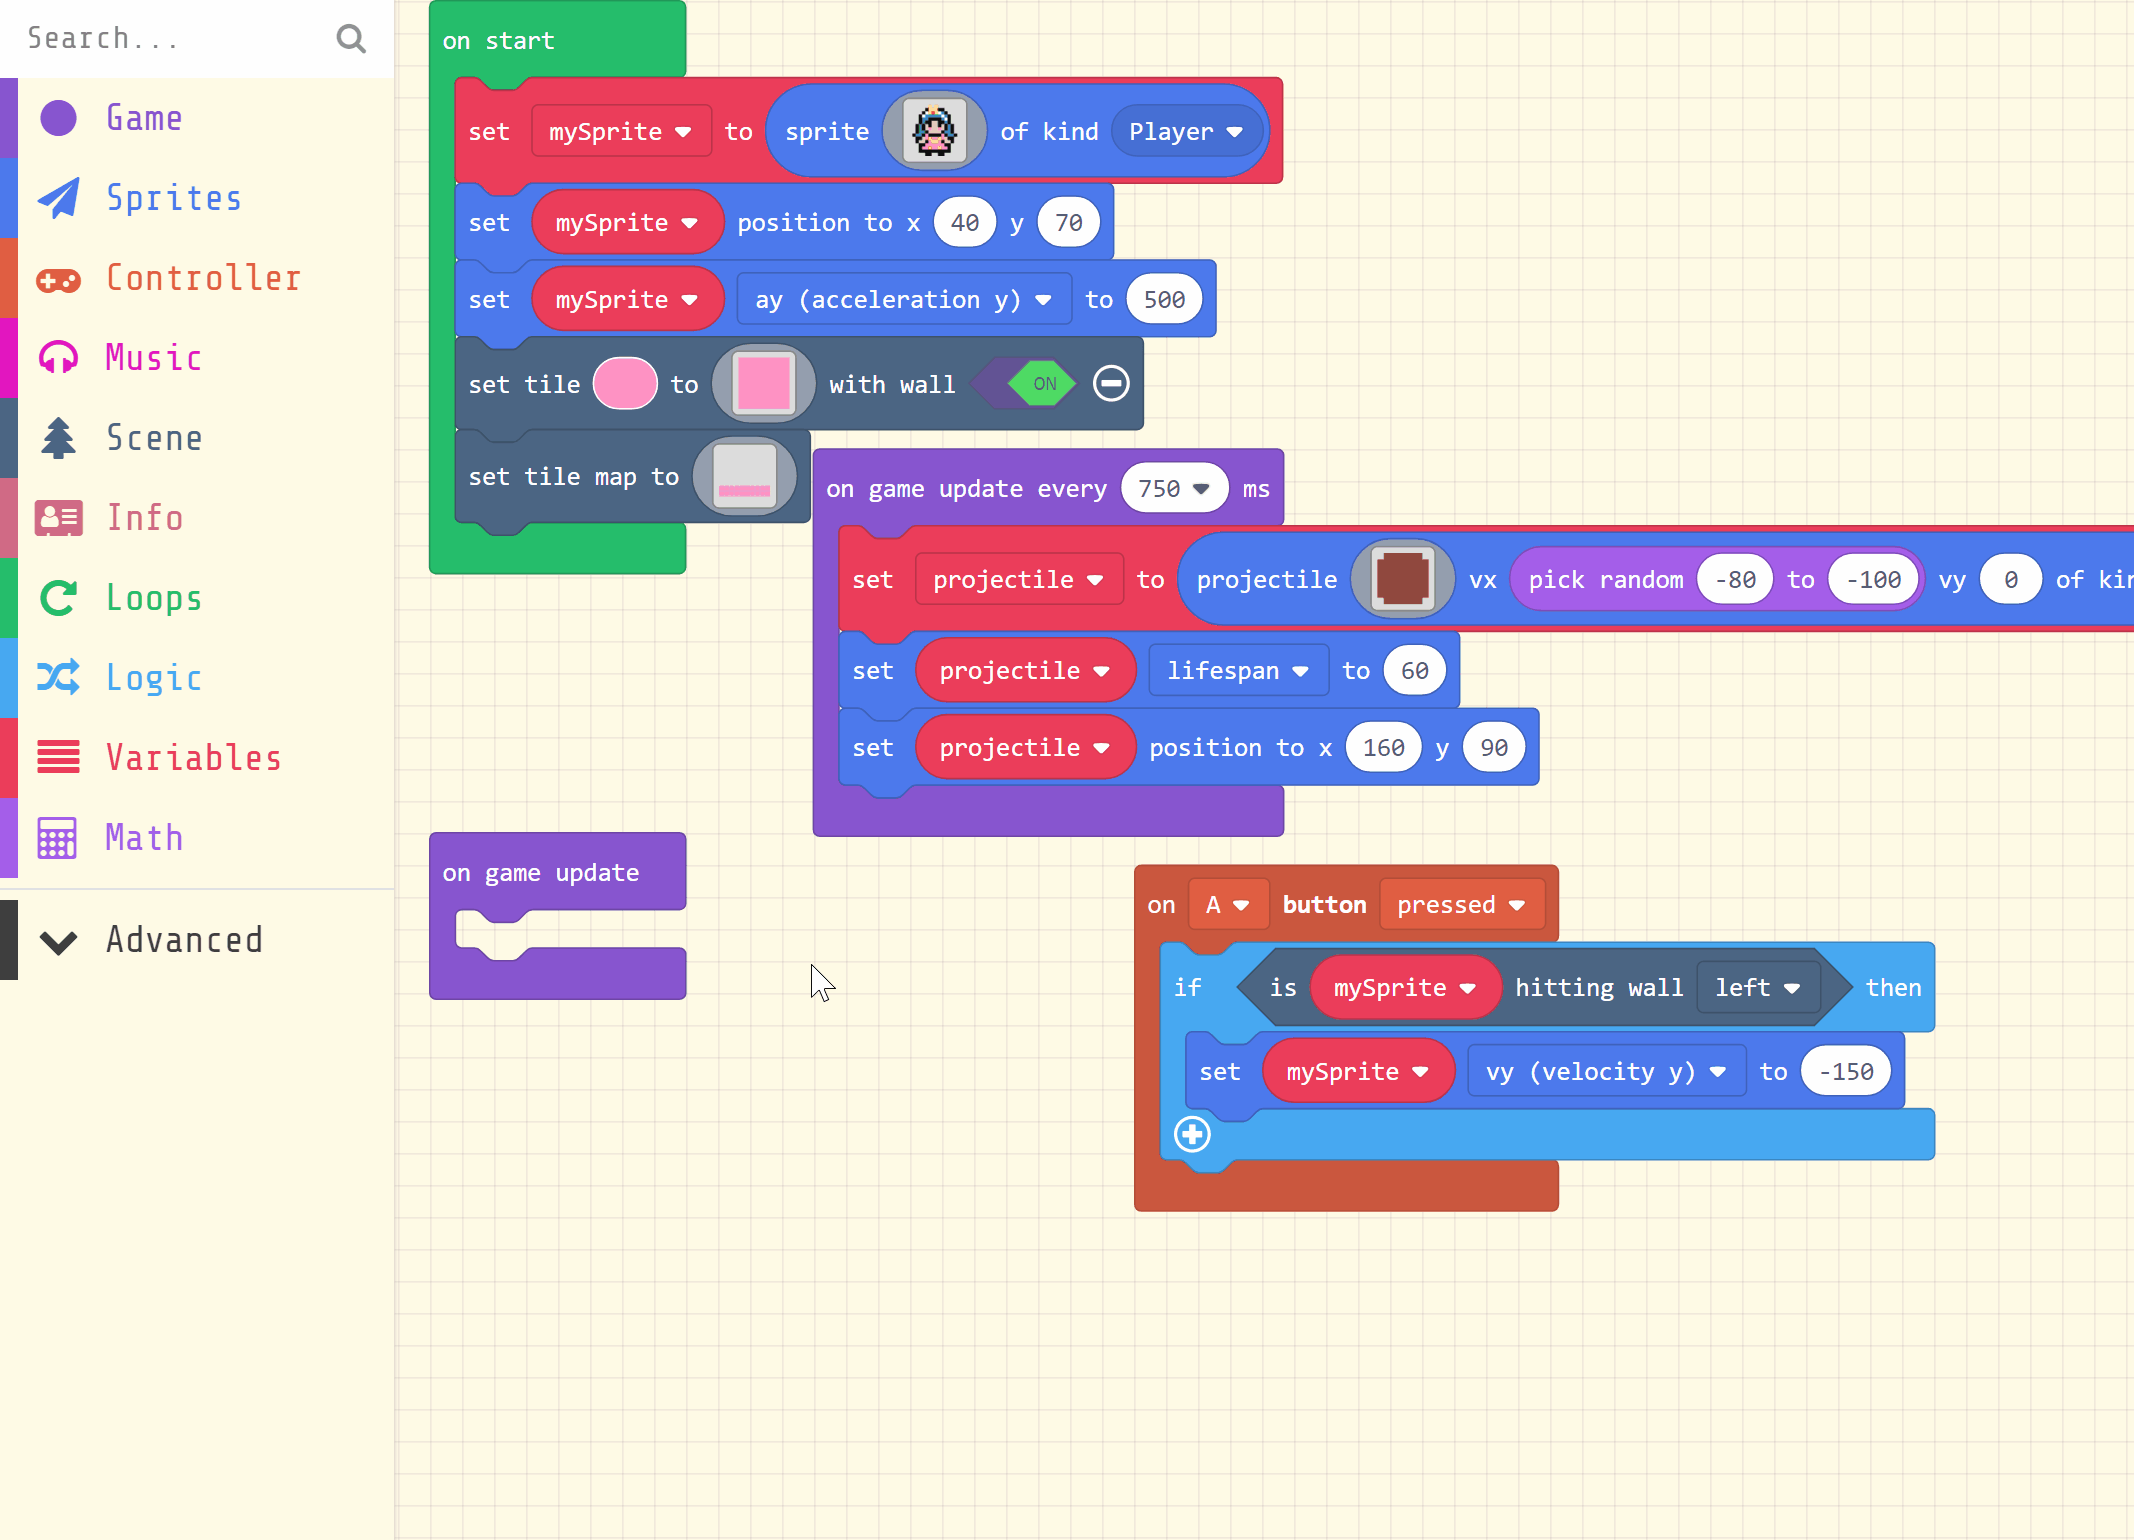 Search...
Game
Sprites
Controller
Music
Scene
Info
Loops
Logic
Variables
Math
Advanced
on start
set mySprite to sprite of kind Player
set mySprite position to x 40 y 70
set mySprite ay (acceleration y) to 500
set tile to with wall ON
set tile map to
on game update every 750 ms
set projectile to projectile vx pick random -80 to -100 vy 0 of
set projectile lifespan to 60
set projectile position to x 160 y 90
on game update
on A button pressed
if is mySprite hitting wall left then
set mySprite vy (velocity y) to -150